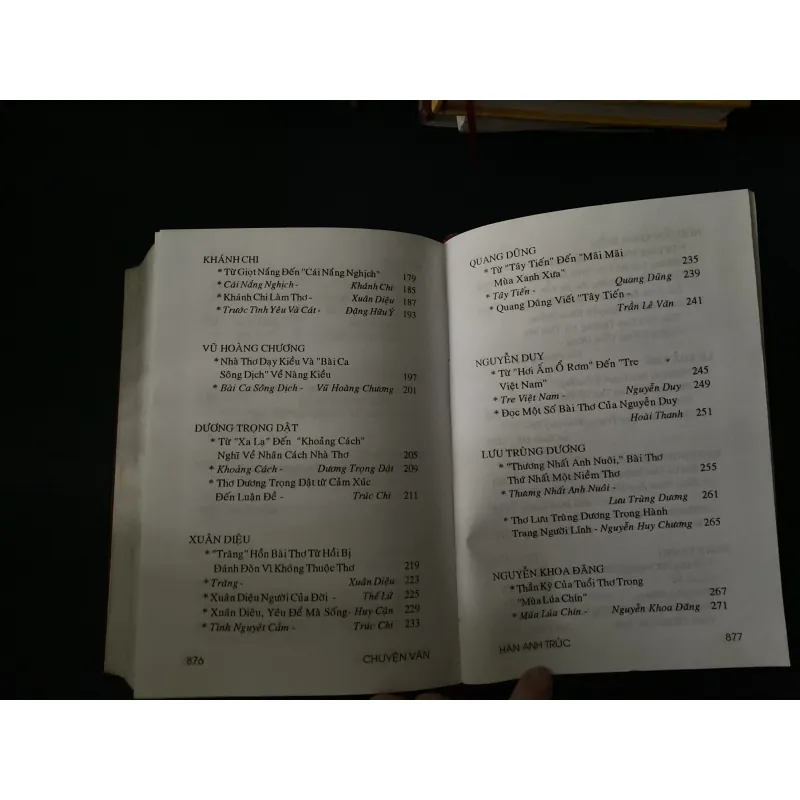 KHÁNH CHI
* Từ Giọt Nắng Đến "Cái Nắng Nghịch" 179
* Cái Nắng Nghịch - Khánh Chi 185
* Khánh Chi Làm Thơ - Xuân Diệu 187
* Trước Tình Yêu Và Cát - Đặng Hữu Ý 193
VŨ HOÀNG CHƯƠNG
* Nhà Thơ Dạy Kiều Và "Bài Ca
Sông Dịch" Về Nàng Kiều 197
* Bài Ca Sông Dịch - Vũ Hoàng Chương 201
DƯƠNG TRỌNG DẬT
* Từ "Xa Lạ" Đến "Khoảng Cách"
Nghĩ Về Nhân Cách Nhà Thơ 205
* Khoảng Cách - Dương Trọng Dật 209
* Thơ Dương Trọng Dật từ Cảm Xúc
Đến Luận Đề - Trúc Chi 211
XUÂN DIỆU
* "Trăng" Hồn Bài Thơ Từ Hồi Bị
Đánh Đòn Vì Không Thuộc Thơ 219
* Trăng - Xuân Diệu 223
* Xuân Diệu Người Của Đời - Thế Lữ 225
* Xuân Diệu, Yêu Để Mà Sống - Huy Cận 229
* Tình Nguyệt Cầm - Trúc Chi 233
876 CHUYỆN VĂN
QUANG DŨNG
* Từ "Tây Tiến" Đến "Mãi Mãi
Mùa Xanh Xưa" 235
* Tây Tiến - Quang Dũng 239
* Quang Dũng Viết "Tây Tiến - Trần Lê Văn 241
NGUYỄN DUY
* Từ "Hơi Ấm Ổ Rơm" Đến "Tre
Việt Nam" 245
* Tre Việt Nam - Nguyễn Duy 249
* Đọc Một Số Bài Thơ Của Nguyễn Duy
Hoài Thanh 251
LƯU TRÙNG DƯƠNG
* "Thương Nhất Anh Nuôi," Bài Thơ
Thứ Nhất Một Niềm Thơ 255
* Thương Nhất Anh Nuôi -
Lưu Trùng Dương 261
* Thơ Lưu Trùng Dương Trong Hành
Trang Người Lính - Nguyễn Huy Chương 265
NGUYỄN KHOA ĐĂNG
* Thần Kỳ Của Tuổi Thơ Trong
"Mùa Lúa Chín" 267
* Mùa Lúa Chín - Nguyễn Khoa Đăng 271
HÀN ANH TRÚC 877